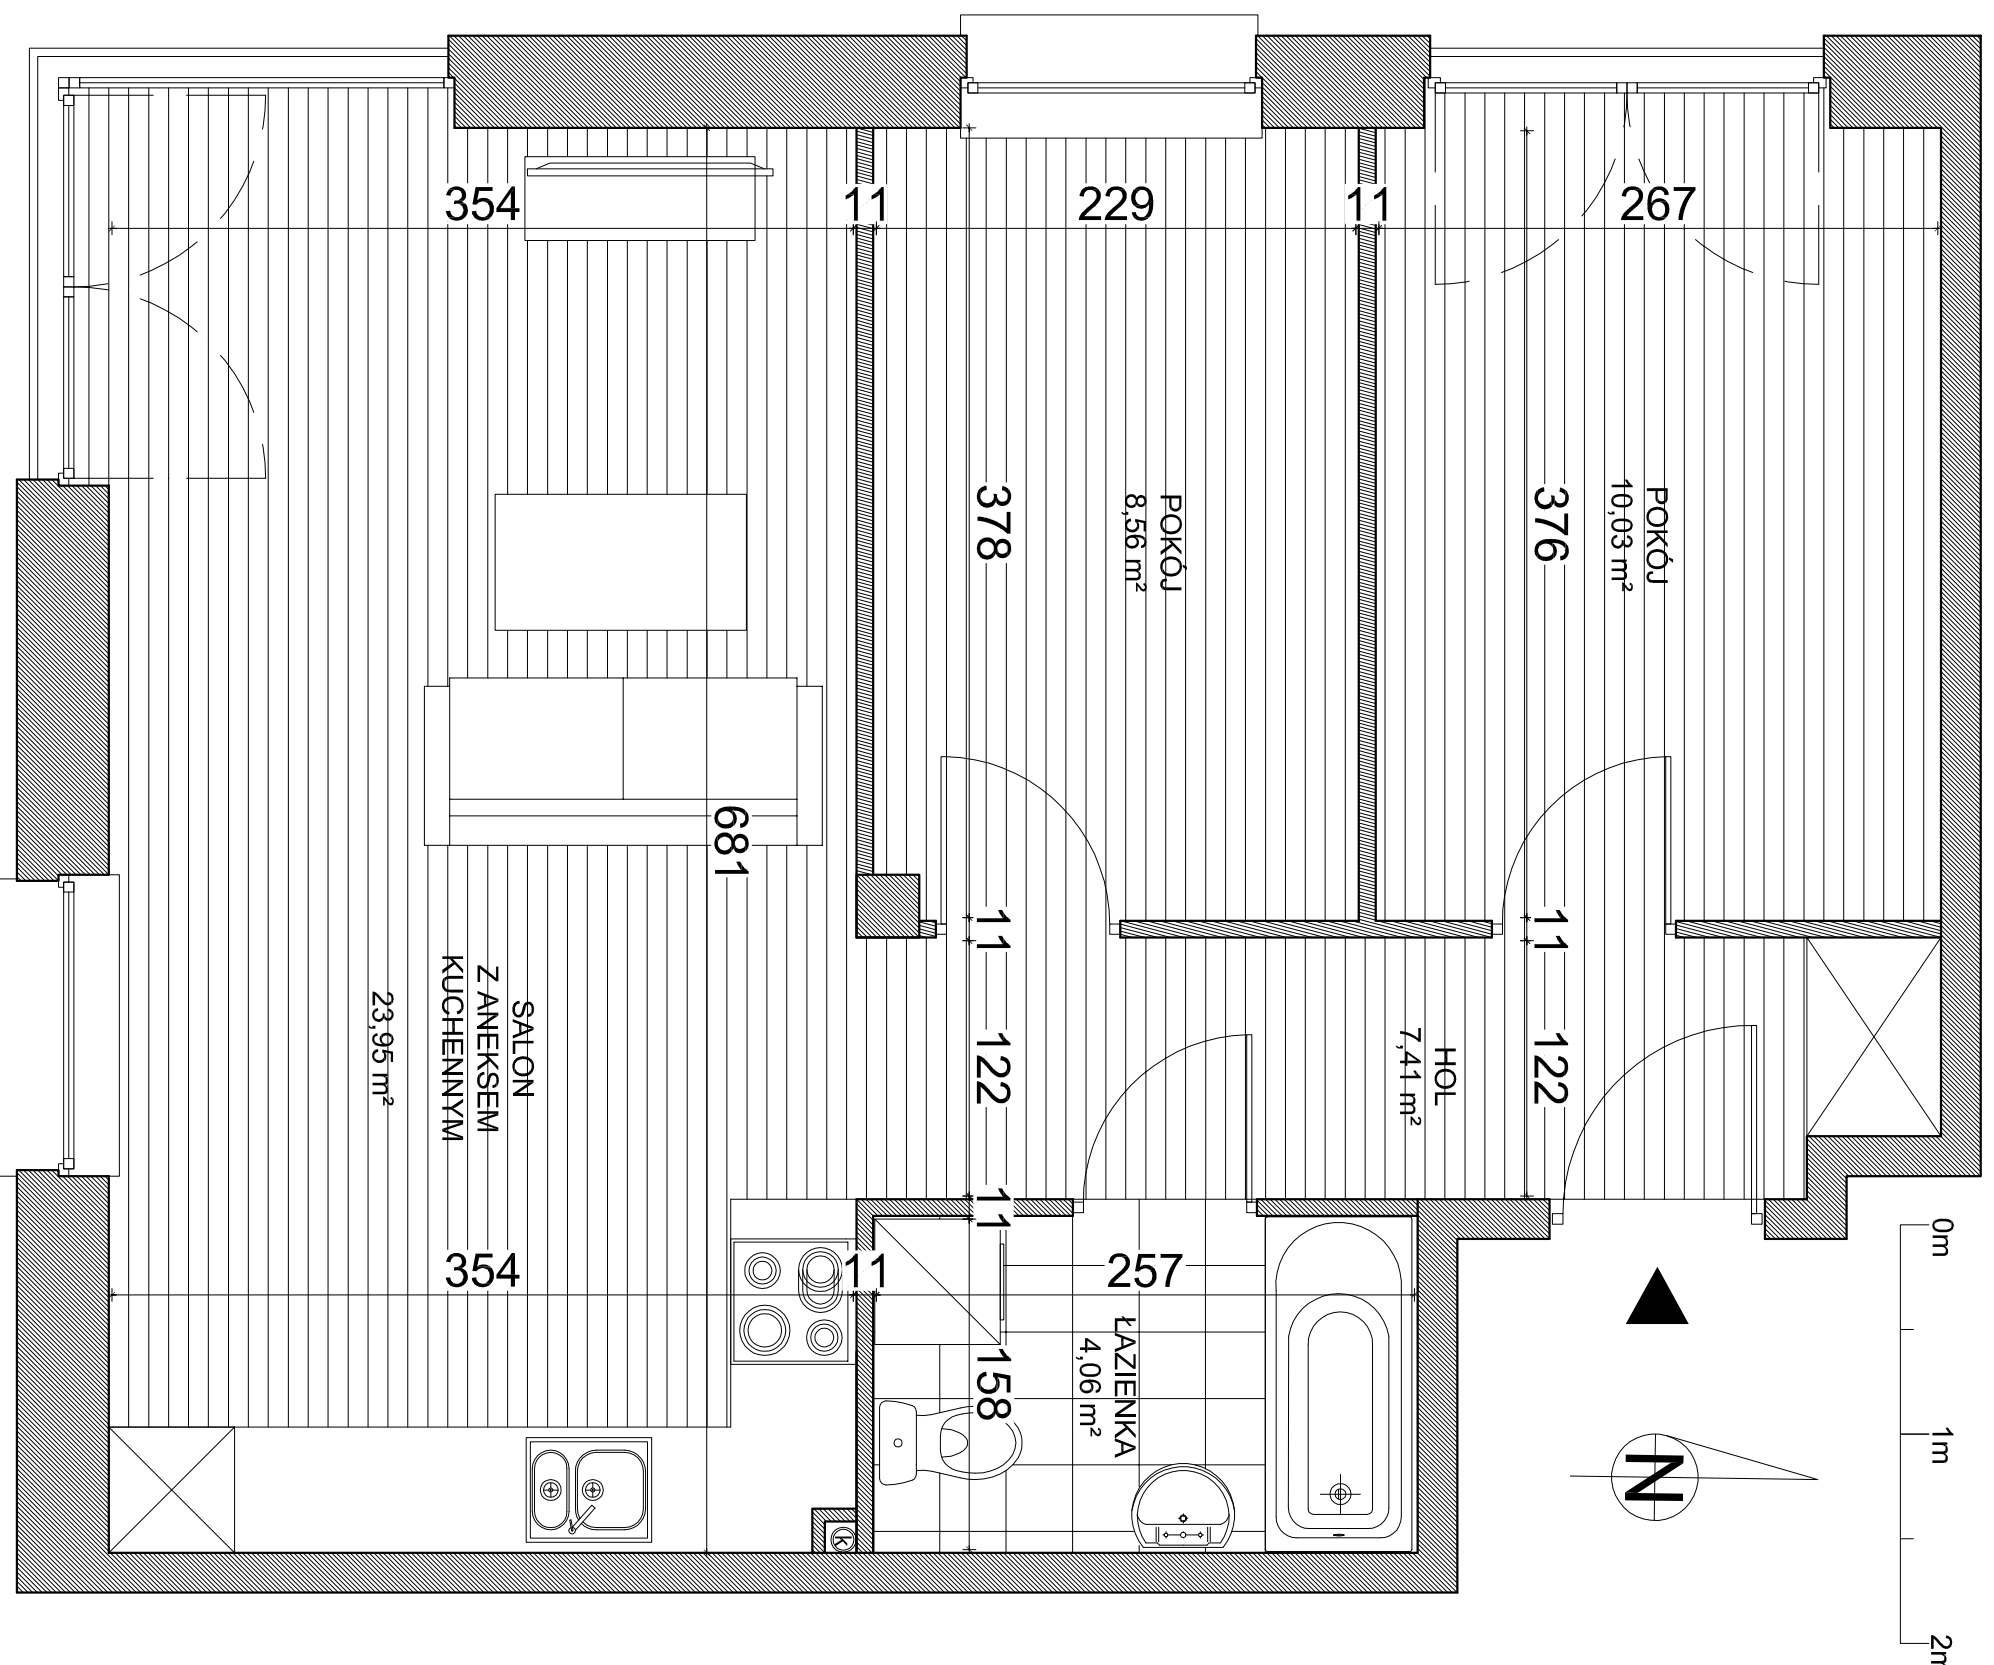 354
11
229
11
267
378
POKÓJ
8,56 m²
376
POKÓJ
10,03 m²
681
11
11
SALON
Z ANEKSEM
KUCHENNYM
23,95 m²
122
HOL
7,41 m²
122
11
354
11
257
158
ŁAZIENKA
4,06 m²
k
N
0m
1m